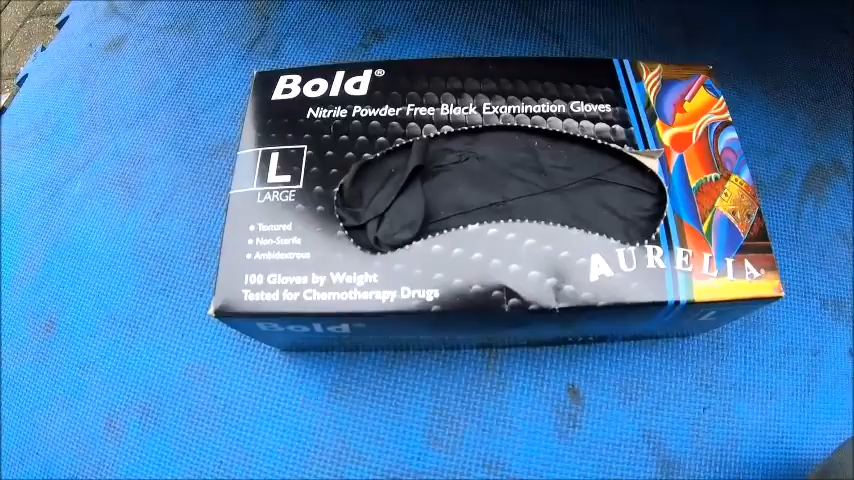 Bold®
Nitrile Powder Free Black Examination Gloves
L
LARGE
• Textured
• Non-Sterile
• Ambidextrous
100 Gloves by Weight
Tested for Chemotherapy Drugs
AURELIA®
Bold